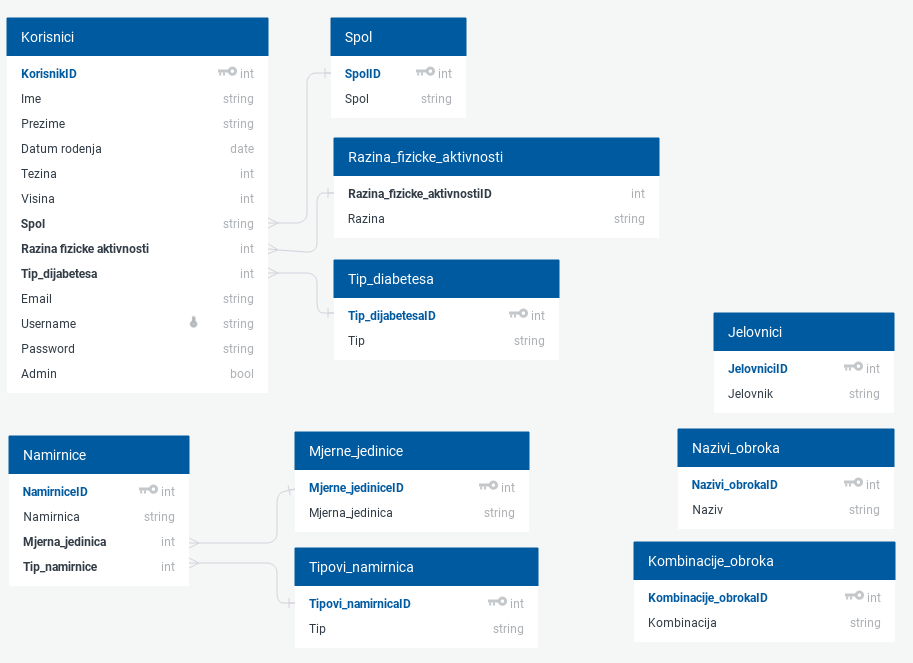 Korisnici
KorisnikID int
Ime string
Prezime string
Datum rodenja date
Tezina int
Visina int
Spol string
Razina fizicke aktivnosti int
Tip_dijabetesa int
Email string
Username string
Password string
Admin bool
Spol
SpolID int
Spol string
Razina_fizicke_aktivnosti
Razina_fizicke_aktivnostiID int
Razina string
Tip_diabetesa
Tip_dijabetesaID int
Tip string
Jelovnici
JelovniciID int
Jelovnik string
Namirnice
NamirniceID int
Namirnica string
Mjerna_jedinica int
Tip_namirnice int
Mjerne_jedinice
Mjerne_jediniceID int
Mjerna_jedinica string
Nazivi_obroka
Nazivi_obrokaID int
Naziv string
Tipovi_namirnica
Tipovi_namirnicaID int
Tip string
Kombinacije_obroka
Kombinacije_obrokaID int
Kombinacija string